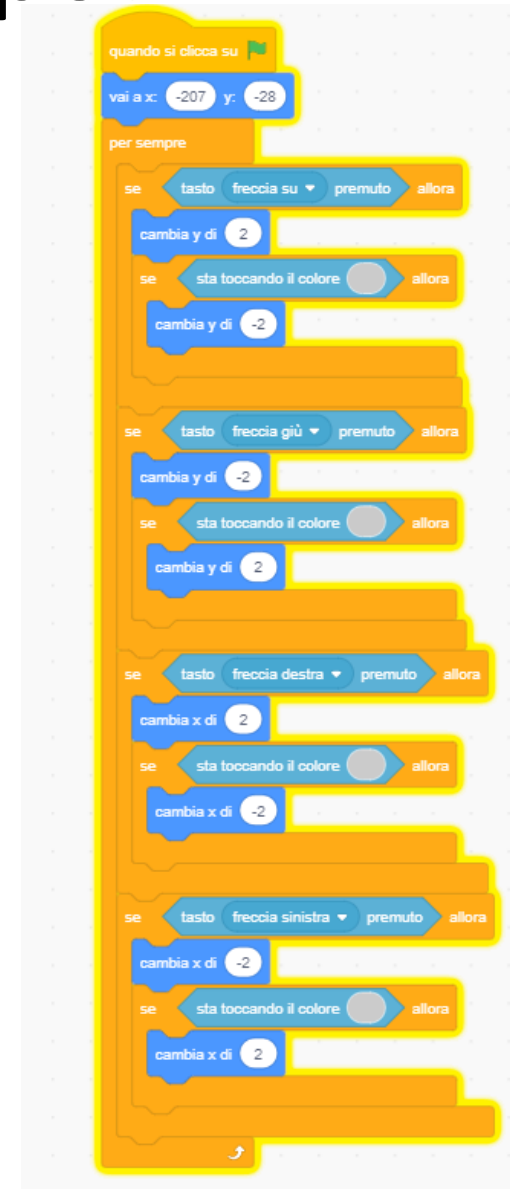 quando si clicca su
vai a x: -207 y: -28
per sempre
se tasto freccia su premuto allora
cambia y di 2
se sta toccando il colore allora
cambia y di -2
se tasto freccia giù premuto allora
cambia y di -2
se sta toccando il colore allora
cambia y di 2
se tasto freccia destra premuto allora
cambia x di 2
se sta toccando il colore allora
cambia x di -2
se tasto freccia sinistra premuto allora
cambia x di -2
se sta toccando il colore allora
cambia x di 2